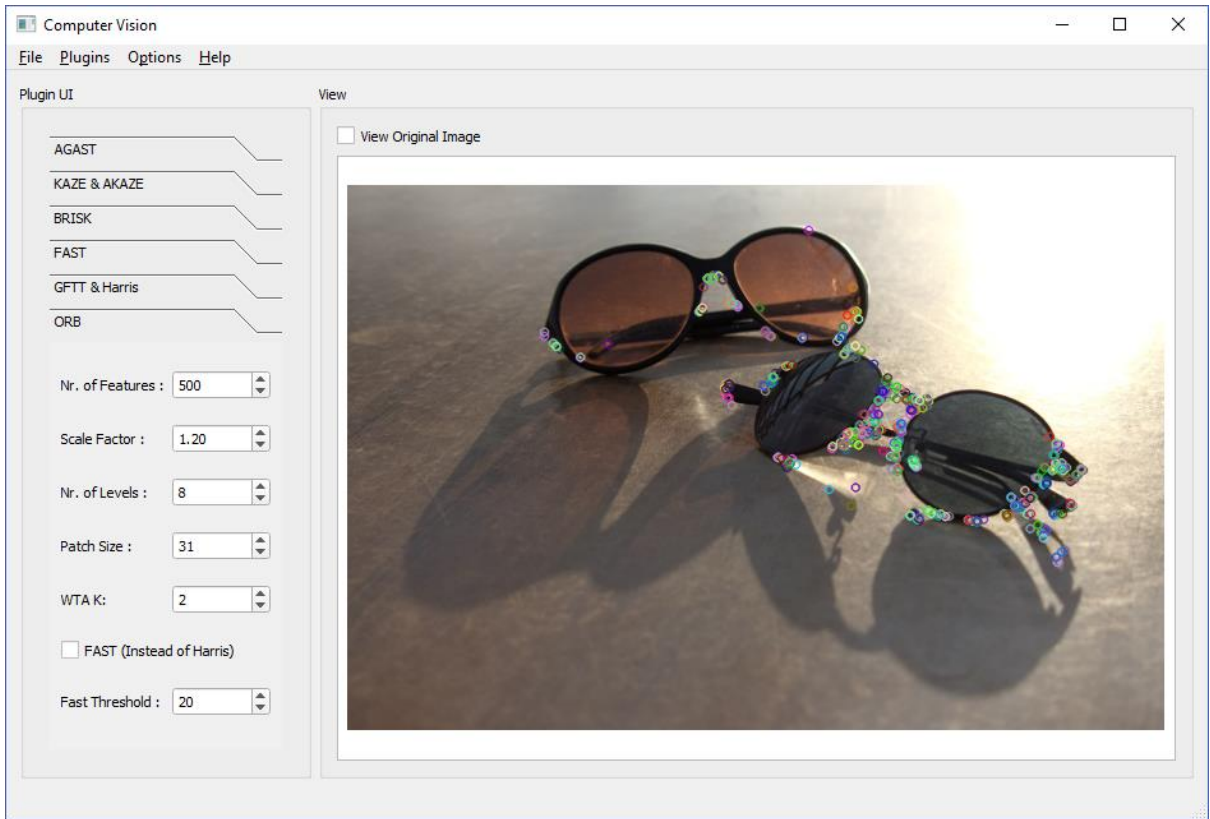 Computer Vision
File Plugins Options Help
Plugin UI
View
AGAST
KAZE & AKAZE
BRISK
FAST
GFTT & Harris
ORB
Nr. of Features : 500
Scale Factor : 1.20
Nr. of Levels : 8
Patch Size : 31
WTA K: 2
FAST (Instead of Harris)
Fast Threshold : 20
View Original Image